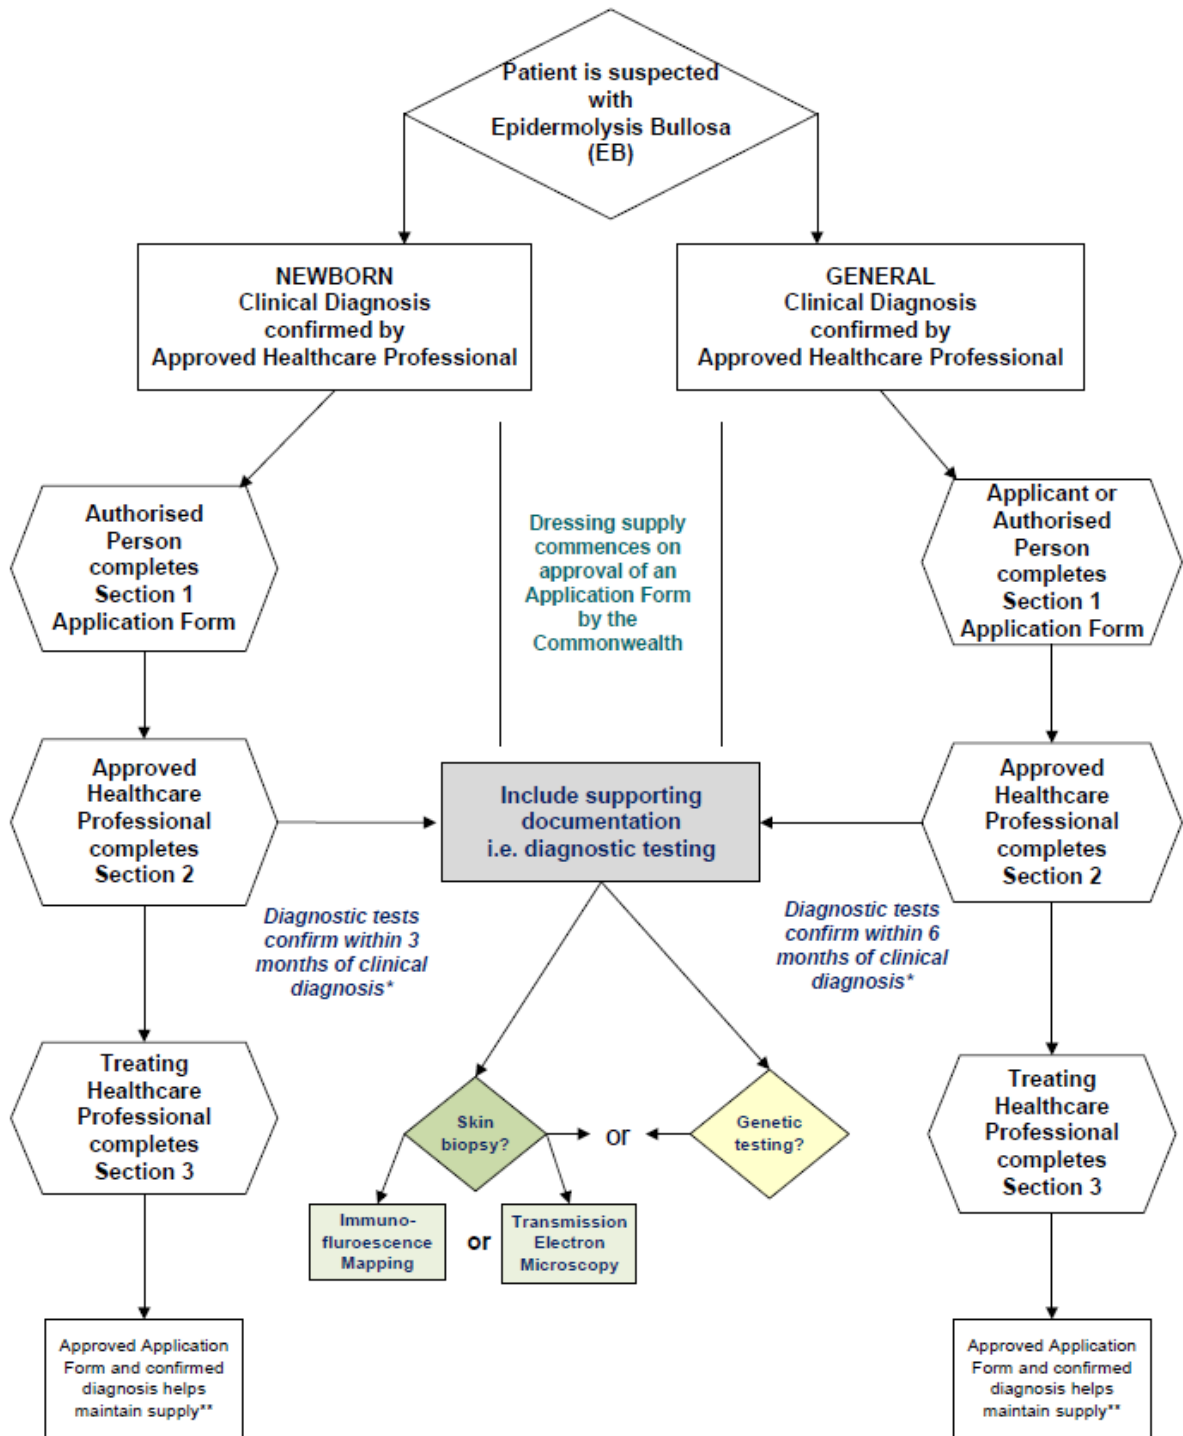 Patient is suspected
with
Epidermolysis Bullosa
(EB)
NEWBORN
Clinical Diagnosis
confirmed by
Approved Healthcare Professional
GENERAL
Clinical Diagnosis
confirmed by
Approved Healthcare Professional
Authorised
Person
completes
Section 1
Application Form
Dressing supply
commences on
approval of an
Application Form
by the
Commonwealth
Applicant or
Authorised
Person
completes
Section 1
Application Form
Approved
Healthcare
Professional
completes
Section 2
Include supporting
documentation
i.e. diagnostic testing
Approved
Healthcare
Professional
completes
Section 2
Diagnostic tests
confirm within 3
months of clinical
diagnosis*
Diagnostic tests
confirm within 6
months of clinical
diagnosis*
Treating
Healthcare
Professional
completes
Section 3
Skin
biopsy?
or
Genetic
testing?
Treating
Healthcare
Professional
completes
Section 3
Immuno-
fluroescence
Mapping
or
Transmission
Electron
Microscopy
Approved Application
Form and confirmed
diagnosis helps
maintain supply**
Approved Application
Form and confirmed
diagnosis helps
maintain supply**